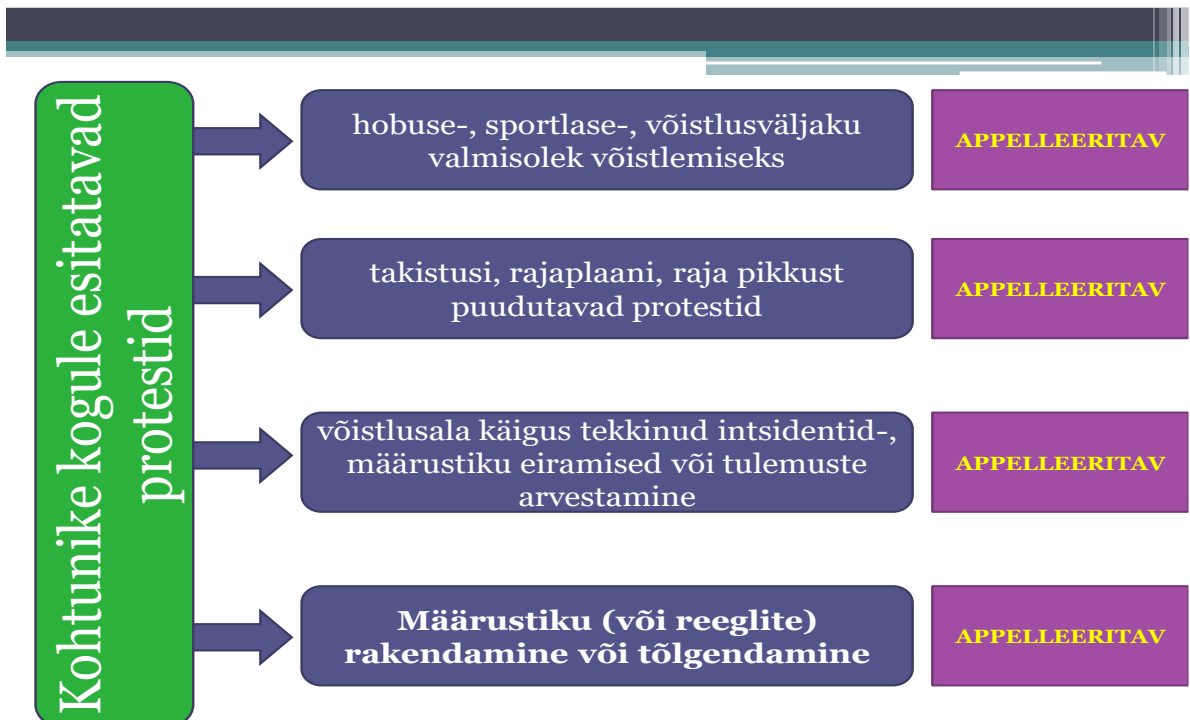 Kohtunike kogule esitatavad
protestid
hobuse-, sportlase-, võistlusväljaku
valmisolek võistlemiseks
APPELLEERITAV
takistusi, rajaplaani, raja pikkust
puudutavad protestid
APPELLEERITAV
võistlusala käigus tekkinud intsidentid-,
määrustiku eiramised või tulemuste
arvestamine
APPELLEERITAV
Määrustiku (või reeglite)
rakendamine või tõlgendamine
APPELLEERITAV